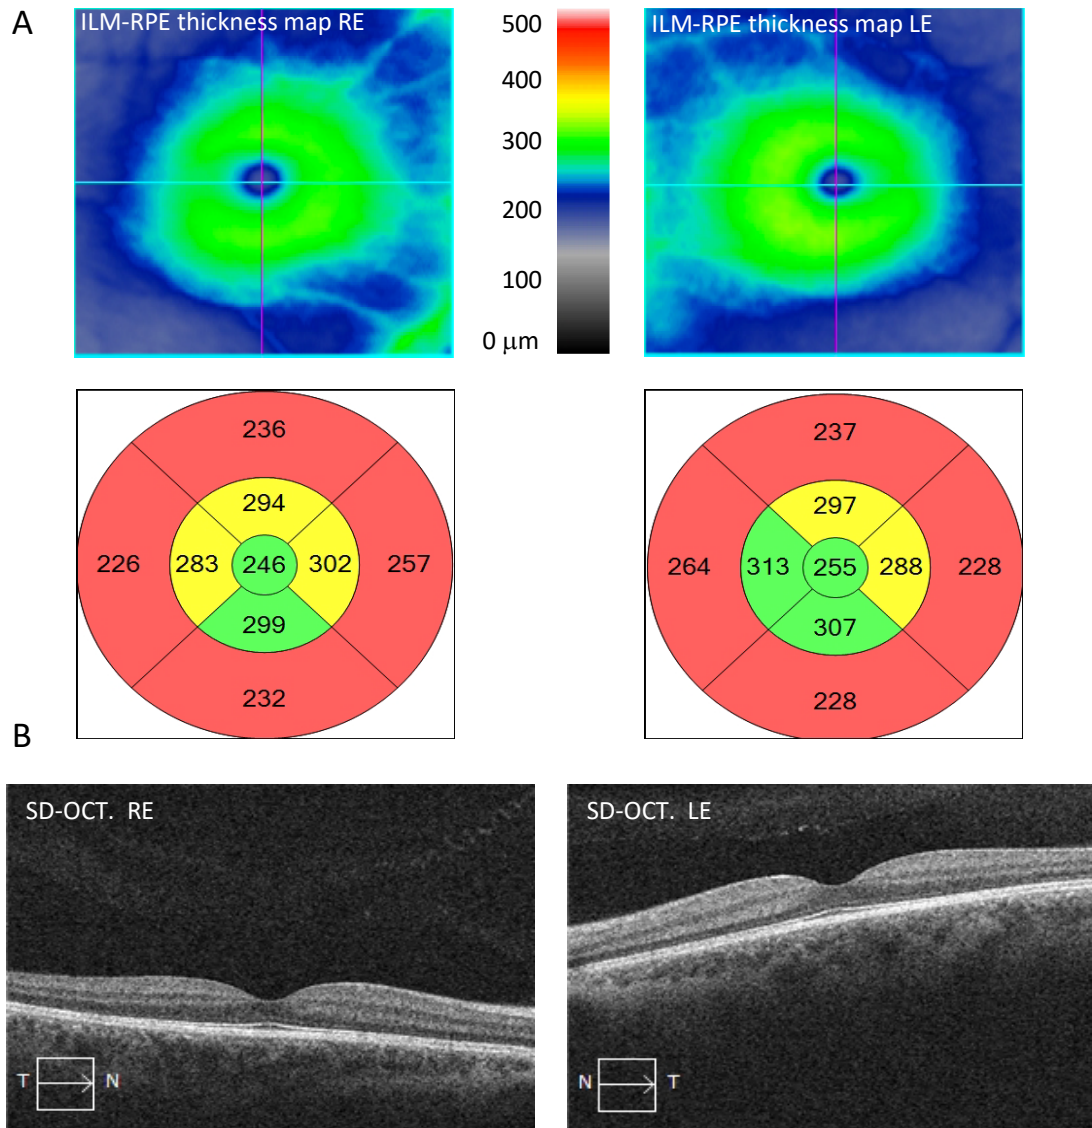 A
ILM-RPE thickness map RE
500
400
300
200
100
0 μm
ILM-RPE thickness map LE
236
294
226 283 246 302 257
299
232
237
297
264 313 255 288 228
307
228
B
SD-OCT. RE
T N
SD-OCT. LE
N T